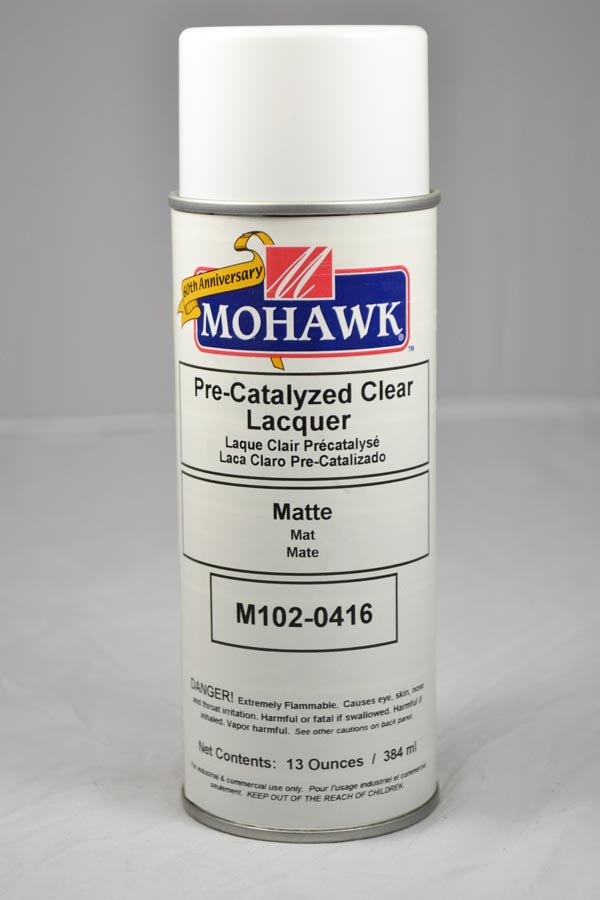 60th Anniversary
M
MOHAWK®
™
Pre-Catalyzed Clear
Lacquer
Laque Clair Précatalysé
Laca Claro Pre-Catalizado
Matte
Mat
Mate
M102-0416
DANGER! Extremely Flammable. Causes eye, skin, nose
and throat irritation. Harmful or fatal if swallowed. Harmful if
inhaled. Vapor harmful. See other cautions on back panel.
Net Contents: 13 Ounces / 384 ml
For industrial & commercial use only. Pour l'usage industriel et commercial
seulement. KEEP OUT OF THE REACH OF CHILDREN.